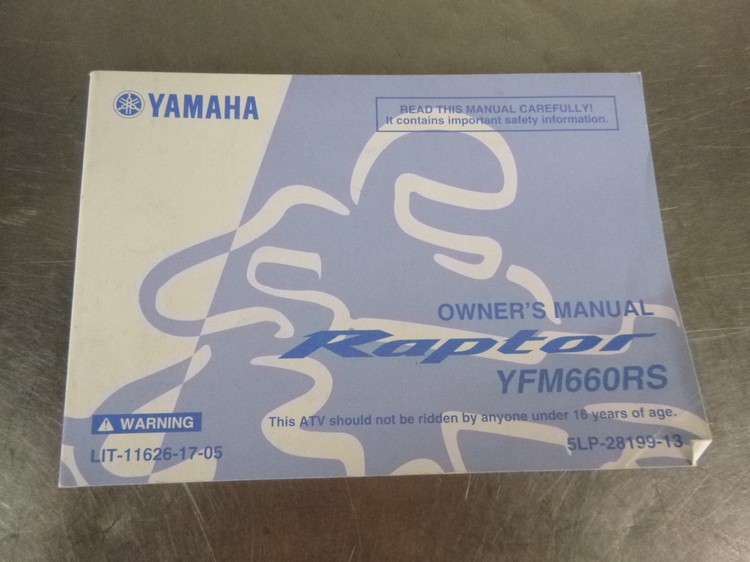 YAMAHA
READ THIS MANUAL CAREFULLY!
It contains important safety information.
OWNER'S MANUAL
Raptor
YFM660RS
WARNING
This ATV should not be ridden by anyone under 16 years of age.
LIT-11626-17-05
5LP-28199-13